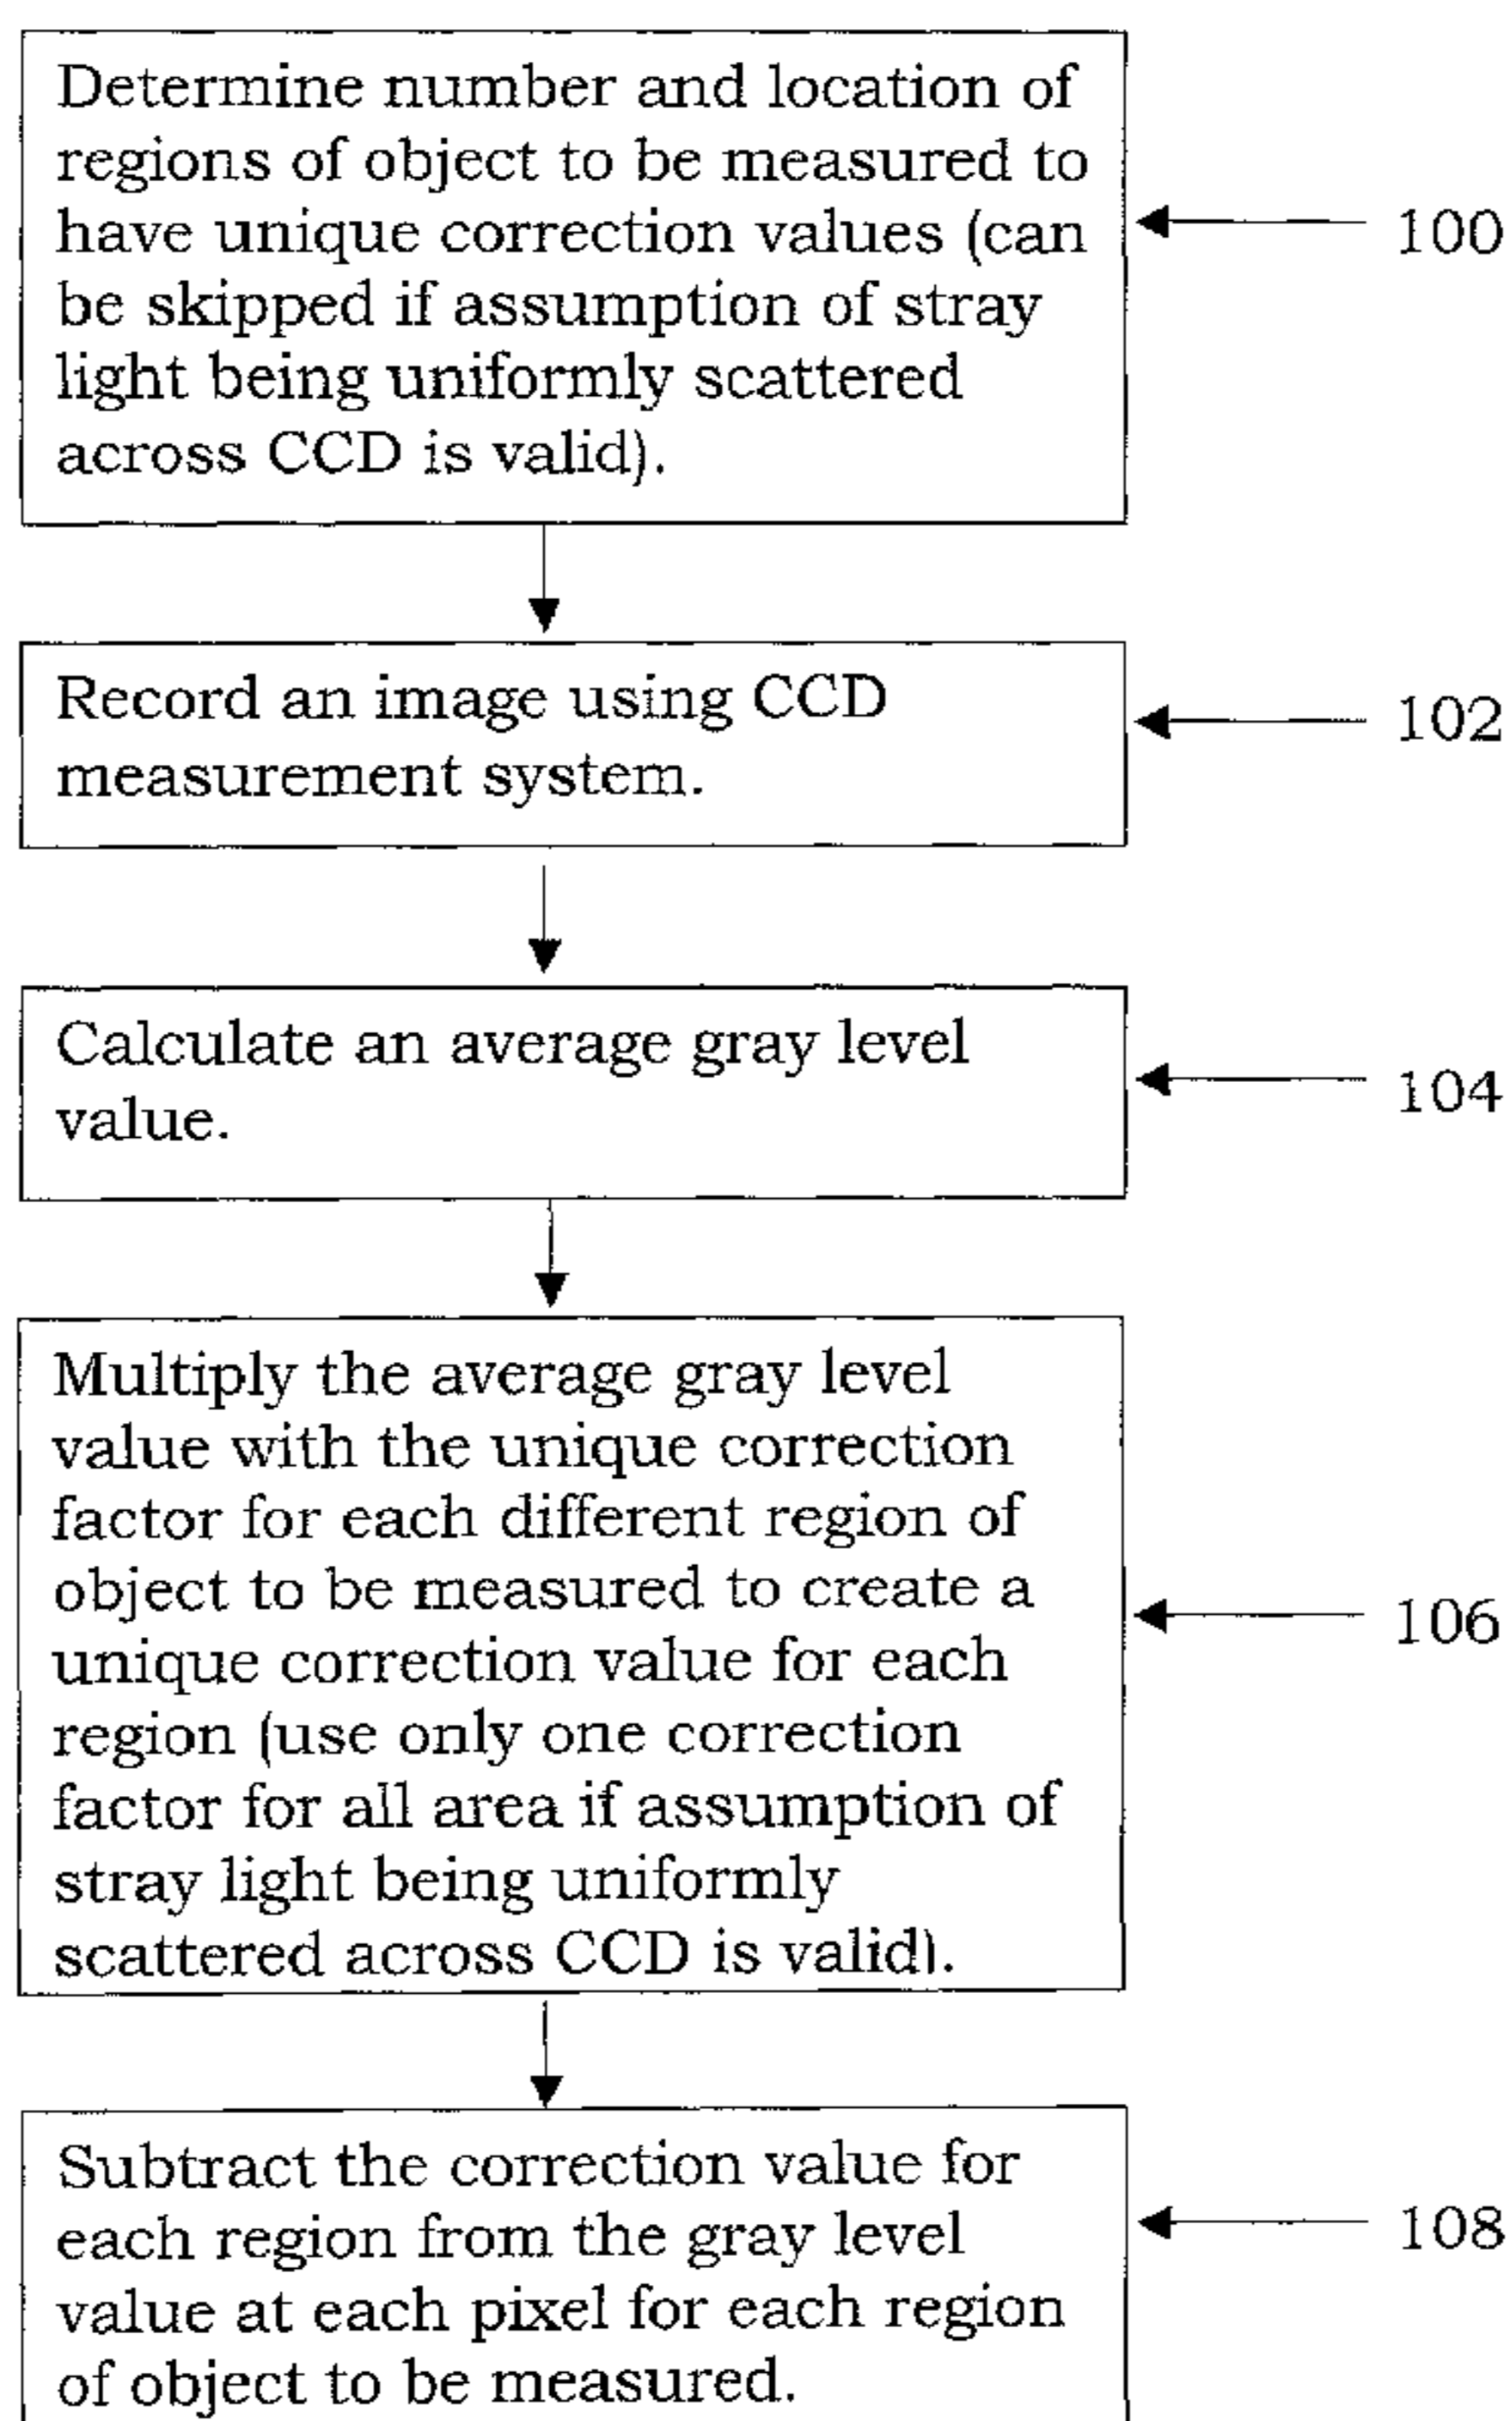 Determine number and location of
regions of object to be measured to
have unique correction values (can
be skipped if assumption of stray
light being uniformly scattered
across CCD is valid).
100
Record an image using CCD
measurement system.
102
Calculate an average gray level
value.
104
Multiply the average gray level
value with the unique correction
factor for each different region of
object to be measured to create a
unique correction value for each
region (use only one correction
factor for all area if assumption of
stray light being uniformly
scattered across CCD is valid).
106
Subtract the correction value for
each region from the gray level
value at each pixel for each region
of object to be measured.
108